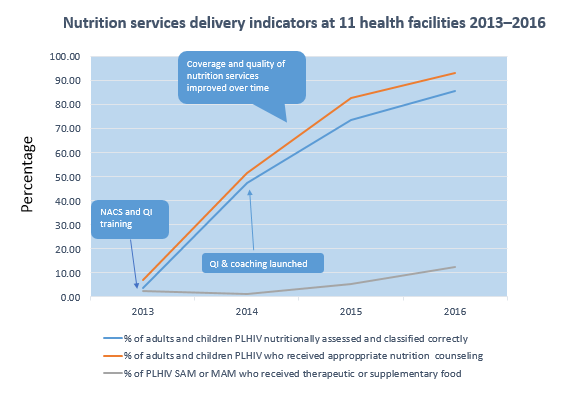 Nutrition services delivery indicators at 11 health facilities 2013–2016
100.00
90.00
80.00
70.00
60.00
50.00
40.00
30.00
20.00
10.00
0.00
Percentage
Coverage and quality of
nutrition services
improved over time
NACS and QI
training
QI & coaching launched
2013
2014
2015
2016
% of adults and children PLHIV nutritionally assessed and classified correctly
% of adults and children PLHIV who received approppriate nutrition counseling
% of PLHIV SAM or MAM who received therapeutic or supplementary food